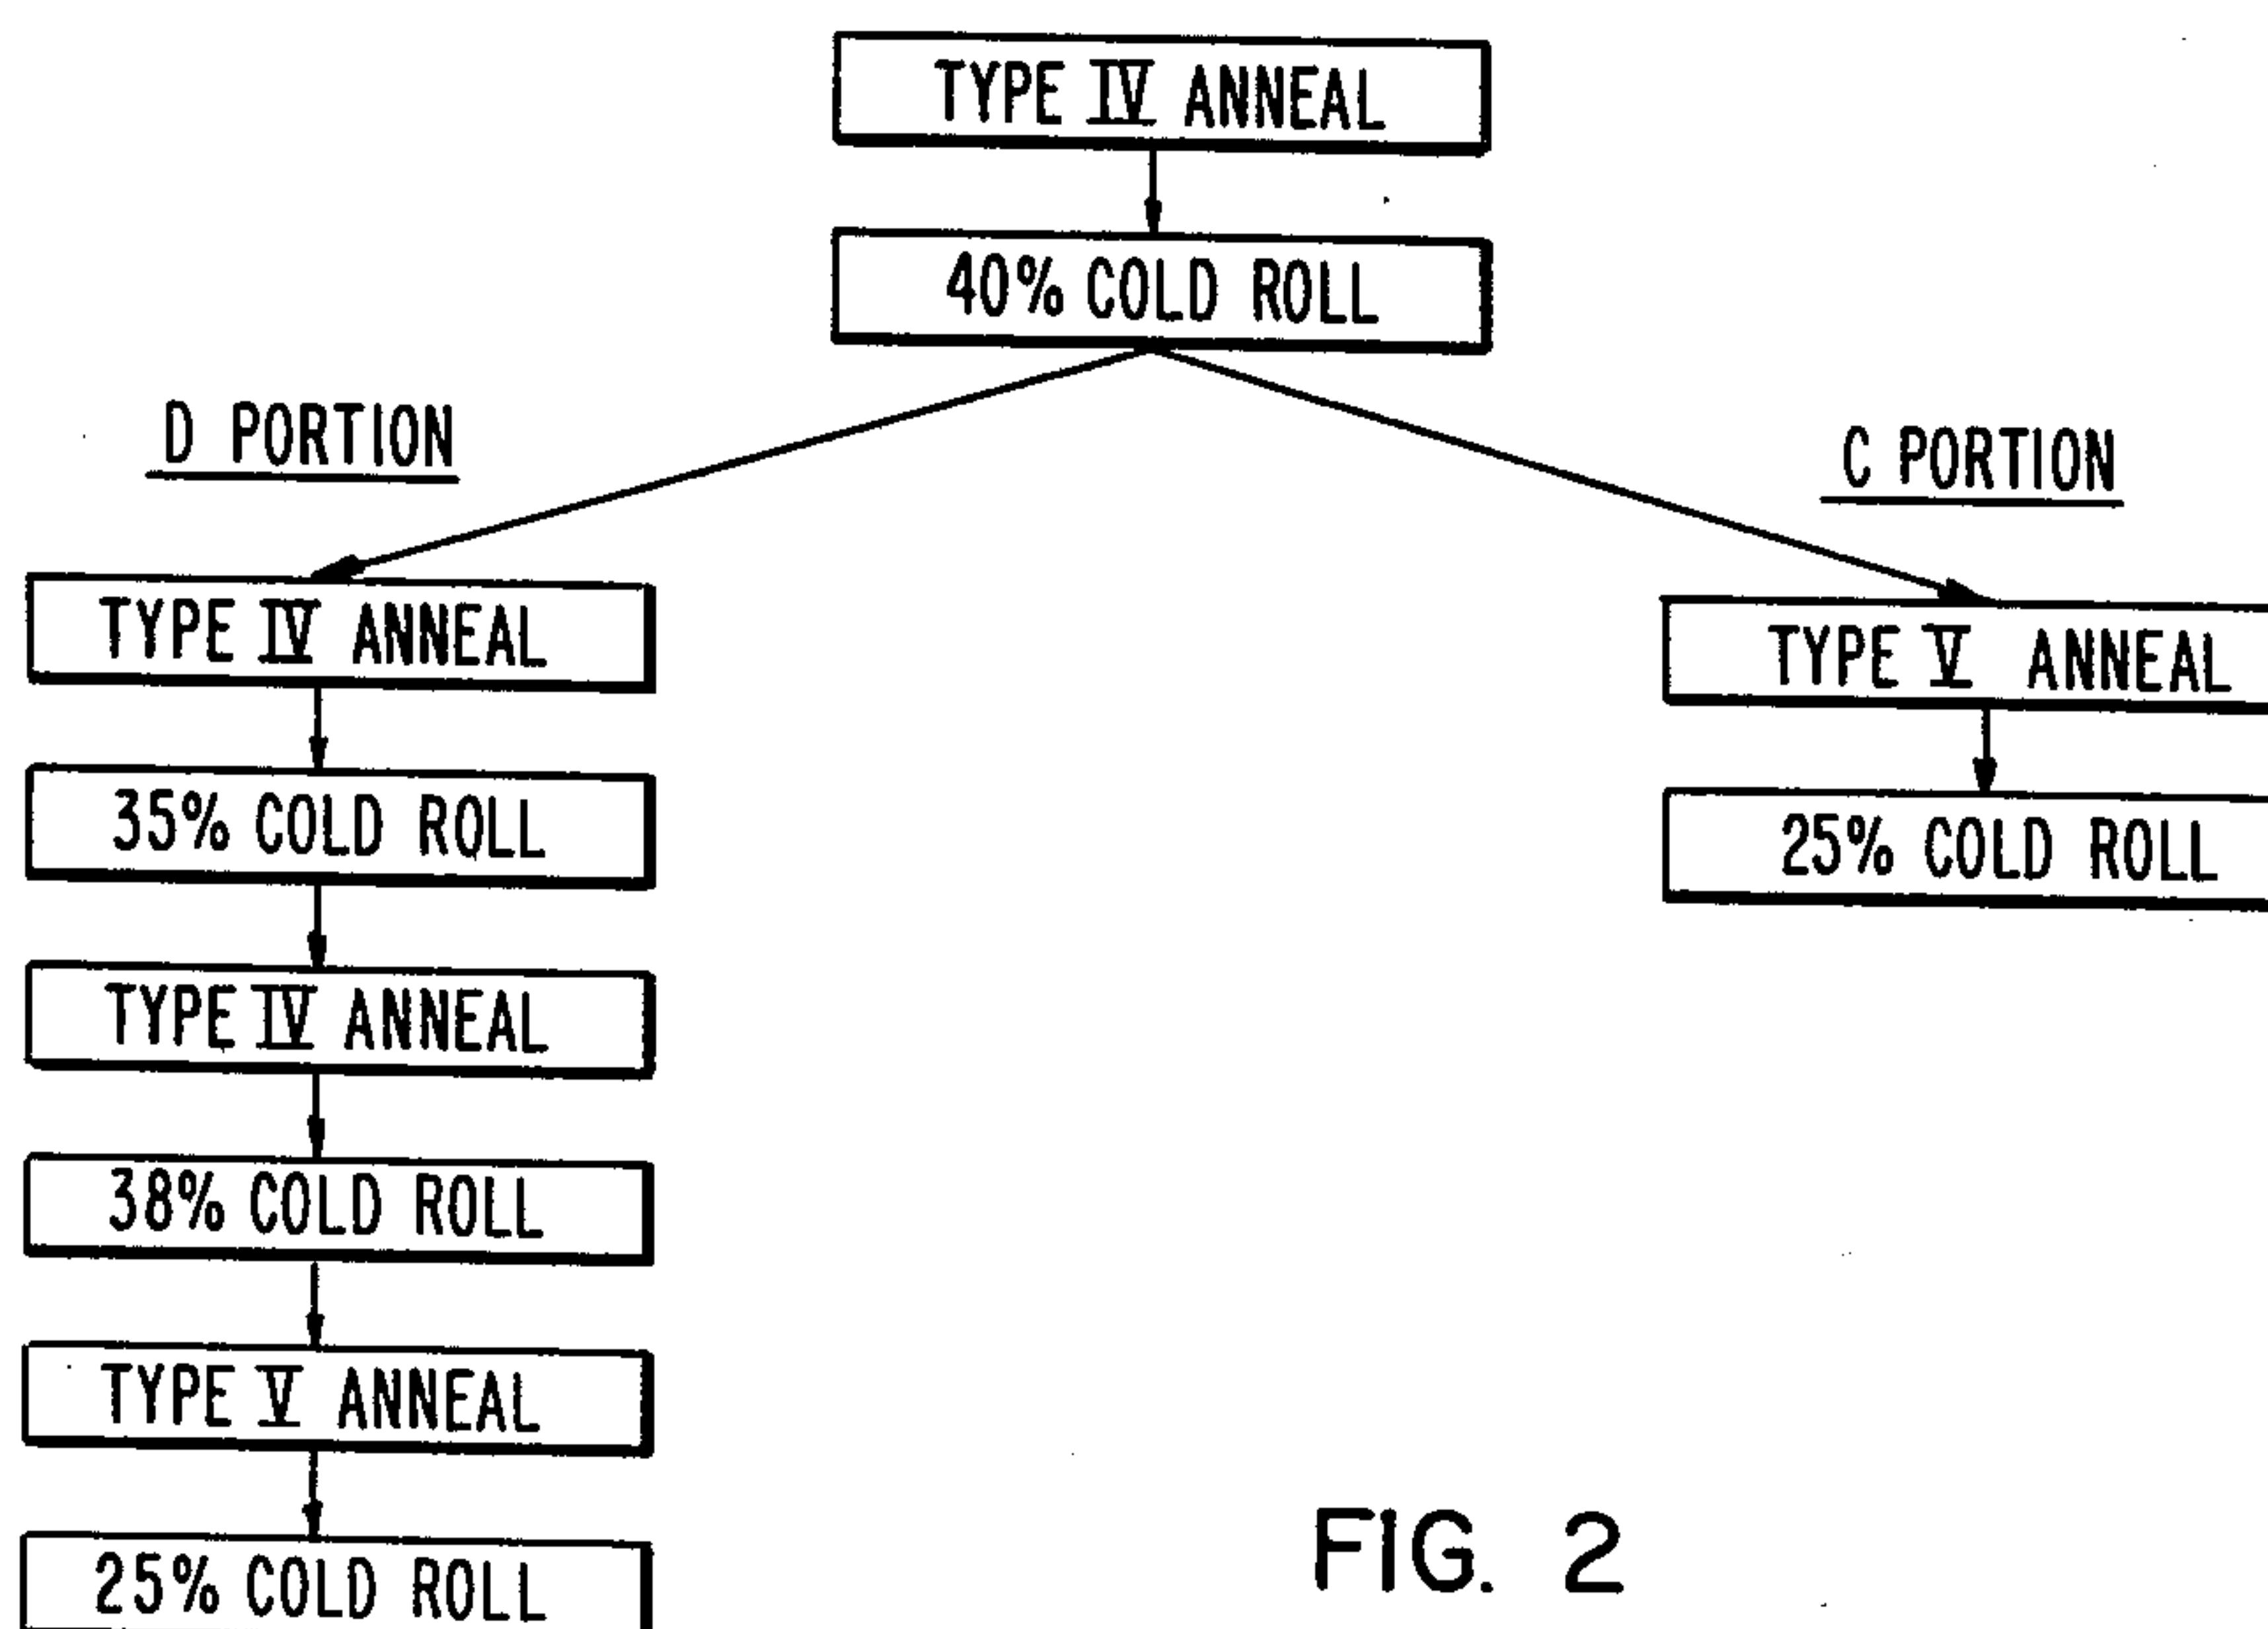 TYPE IV ANNEAL
40% COLD ROLL
D PORTION
TYPE IV ANNEAL
35% COLD ROLL
TYPE IV ANNEAL
38% COLD ROLL
TYPE V ANNEAL
25% COLD ROLL
C PORTION
TYPE V ANNEAL
25% COLD ROLL
FIG. 2